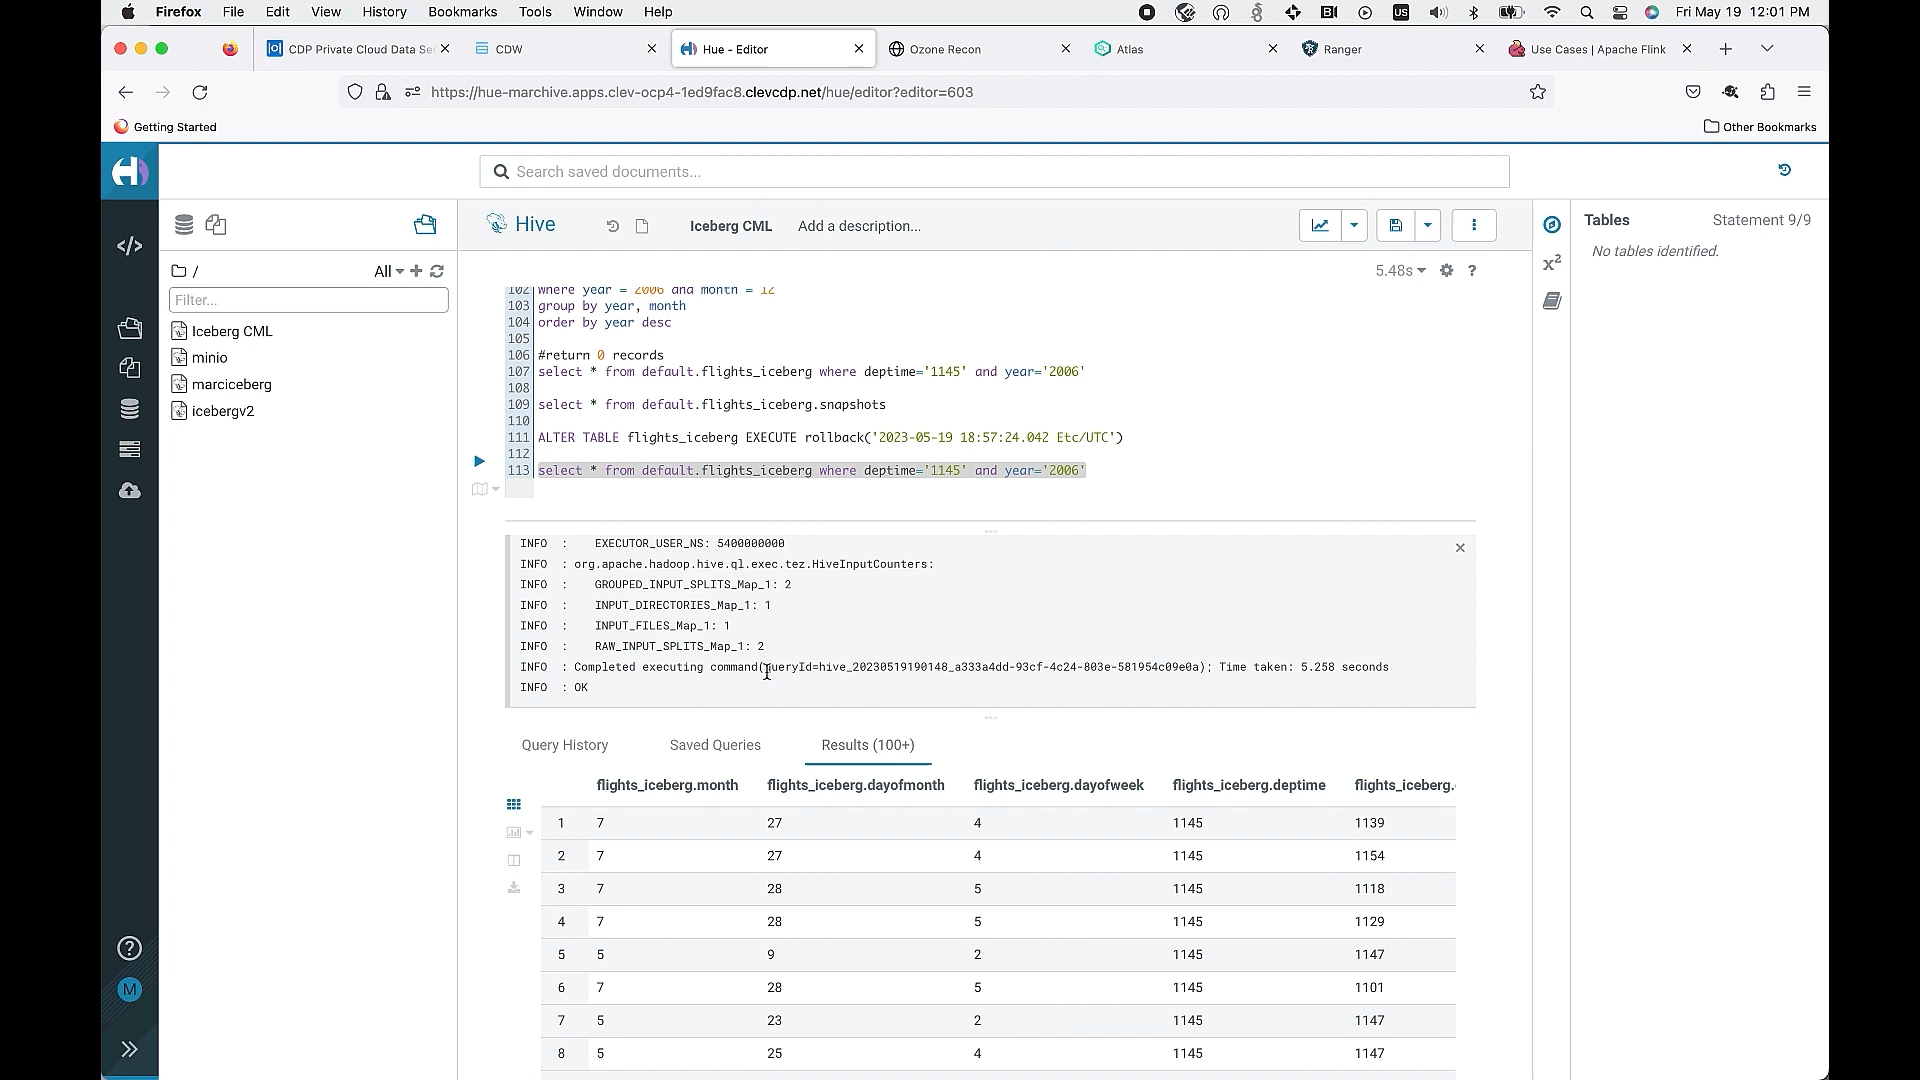 Firefox File Edit View History Bookmarks Tools Window Help US Fri May 19 12:01 PM
CDP Private Cloud Data Ser CDW Hue - Editor Ozone Recon Atlas Ranger Use Cases | Apache Flink
https://hue-marchive.apps.clev-ocp4-1ed9fac8.clevcdp.net/hue/editor?editor=603
Getting Started Other Bookmarks
Search saved documents...
Hive Iceberg CML Add a description...
Tables Statement 9/9
No tables identified.
/ All
Filter...
Iceberg CML
minio
marciceberg
icebergv2
5.48s ?
102 where year = 2006 and month = 12
103 group by year, month
104 order by year desc
105
106 #return 0 records
107 select * from default.flights_iceberg where deptime='1145' and year='2006'
108
109 select * from default.flights_iceberg.snapshots
110
111 ALTER TABLE flights_iceberg EXECUTE rollback('2023-05-19 18:57:24.042 Etc/UTC')
112
113 select * from default.flights_iceberg where deptime='1145' and year='2006'
INFO : EXECUTOR_USER_NS: 5400000000
INFO : org.apache.hadoop.hive.ql.exec.tez.HiveInputCounters:
INFO : GROUPED_INPUT_SPLITS_Map_1: 2
INFO : INPUT_DIRECTORIES_Map_1: 1
INFO : INPUT_FILES_Map_1: 1
INFO : RAW_INPUT_SPLITS_Map_1: 2
INFO : Completed executing command(queryId=hive_20230519190148_a333a4dd-93cf-4c24-803e-581954c09e0a); Time taken: 5.258 seconds
INFO : OK
Query History Saved Queries Results (100+)
flights_iceberg.month flights_iceberg.dayofmonth flights_iceberg.dayofweek flights_iceberg.deptime flights_iceberg.
1 7 27 4 1145 1139
2 7 27 4 1145 1154
3 7 28 5 1145 1118
4 7 28 5 1145 1129
5 5 9 2 1145 1147
6 7 28 5 1145 1101
7 5 23 2 1145 1147
8 5 25 4 1145 1147
M